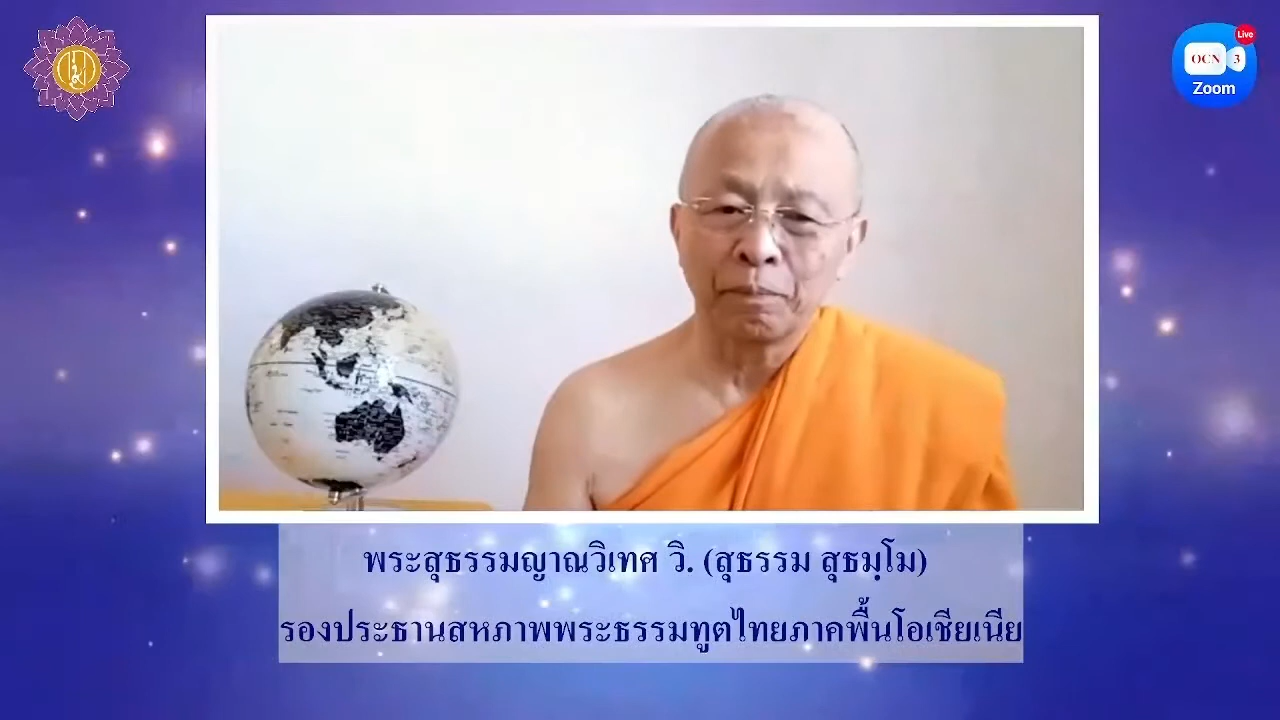 Live
OCN 3
Zoom
พระสุธรรมญาณวิเทศ วิ. (สุธรรม สุธมฺโม)
รองประธานสหภาพพระธรรมทูตไทยภาคพื้นโอเชียเนีย